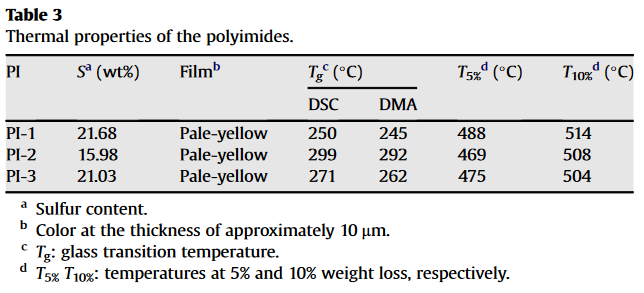 Table 3
Thermal properties of the polyimides.
PI Sᵃ (wt%) Filmᵇ Tgᶜ (°C) T5%ᵈ (°C) T10%ᵈ (°C)
DSC DMA
PI-1 21.68 Pale-yellow 250 245 488 514
PI-2 15.98 Pale-yellow 299 292 469 508
PI-3 21.03 Pale-yellow 271 262 475 504
ᵃ Sulfur content.
ᵇ Color at the thickness of approximately 10 μm.
ᶜ Tg: glass transition temperature.
ᵈ T5% T10%: temperatures at 5% and 10% weight loss, respectively.